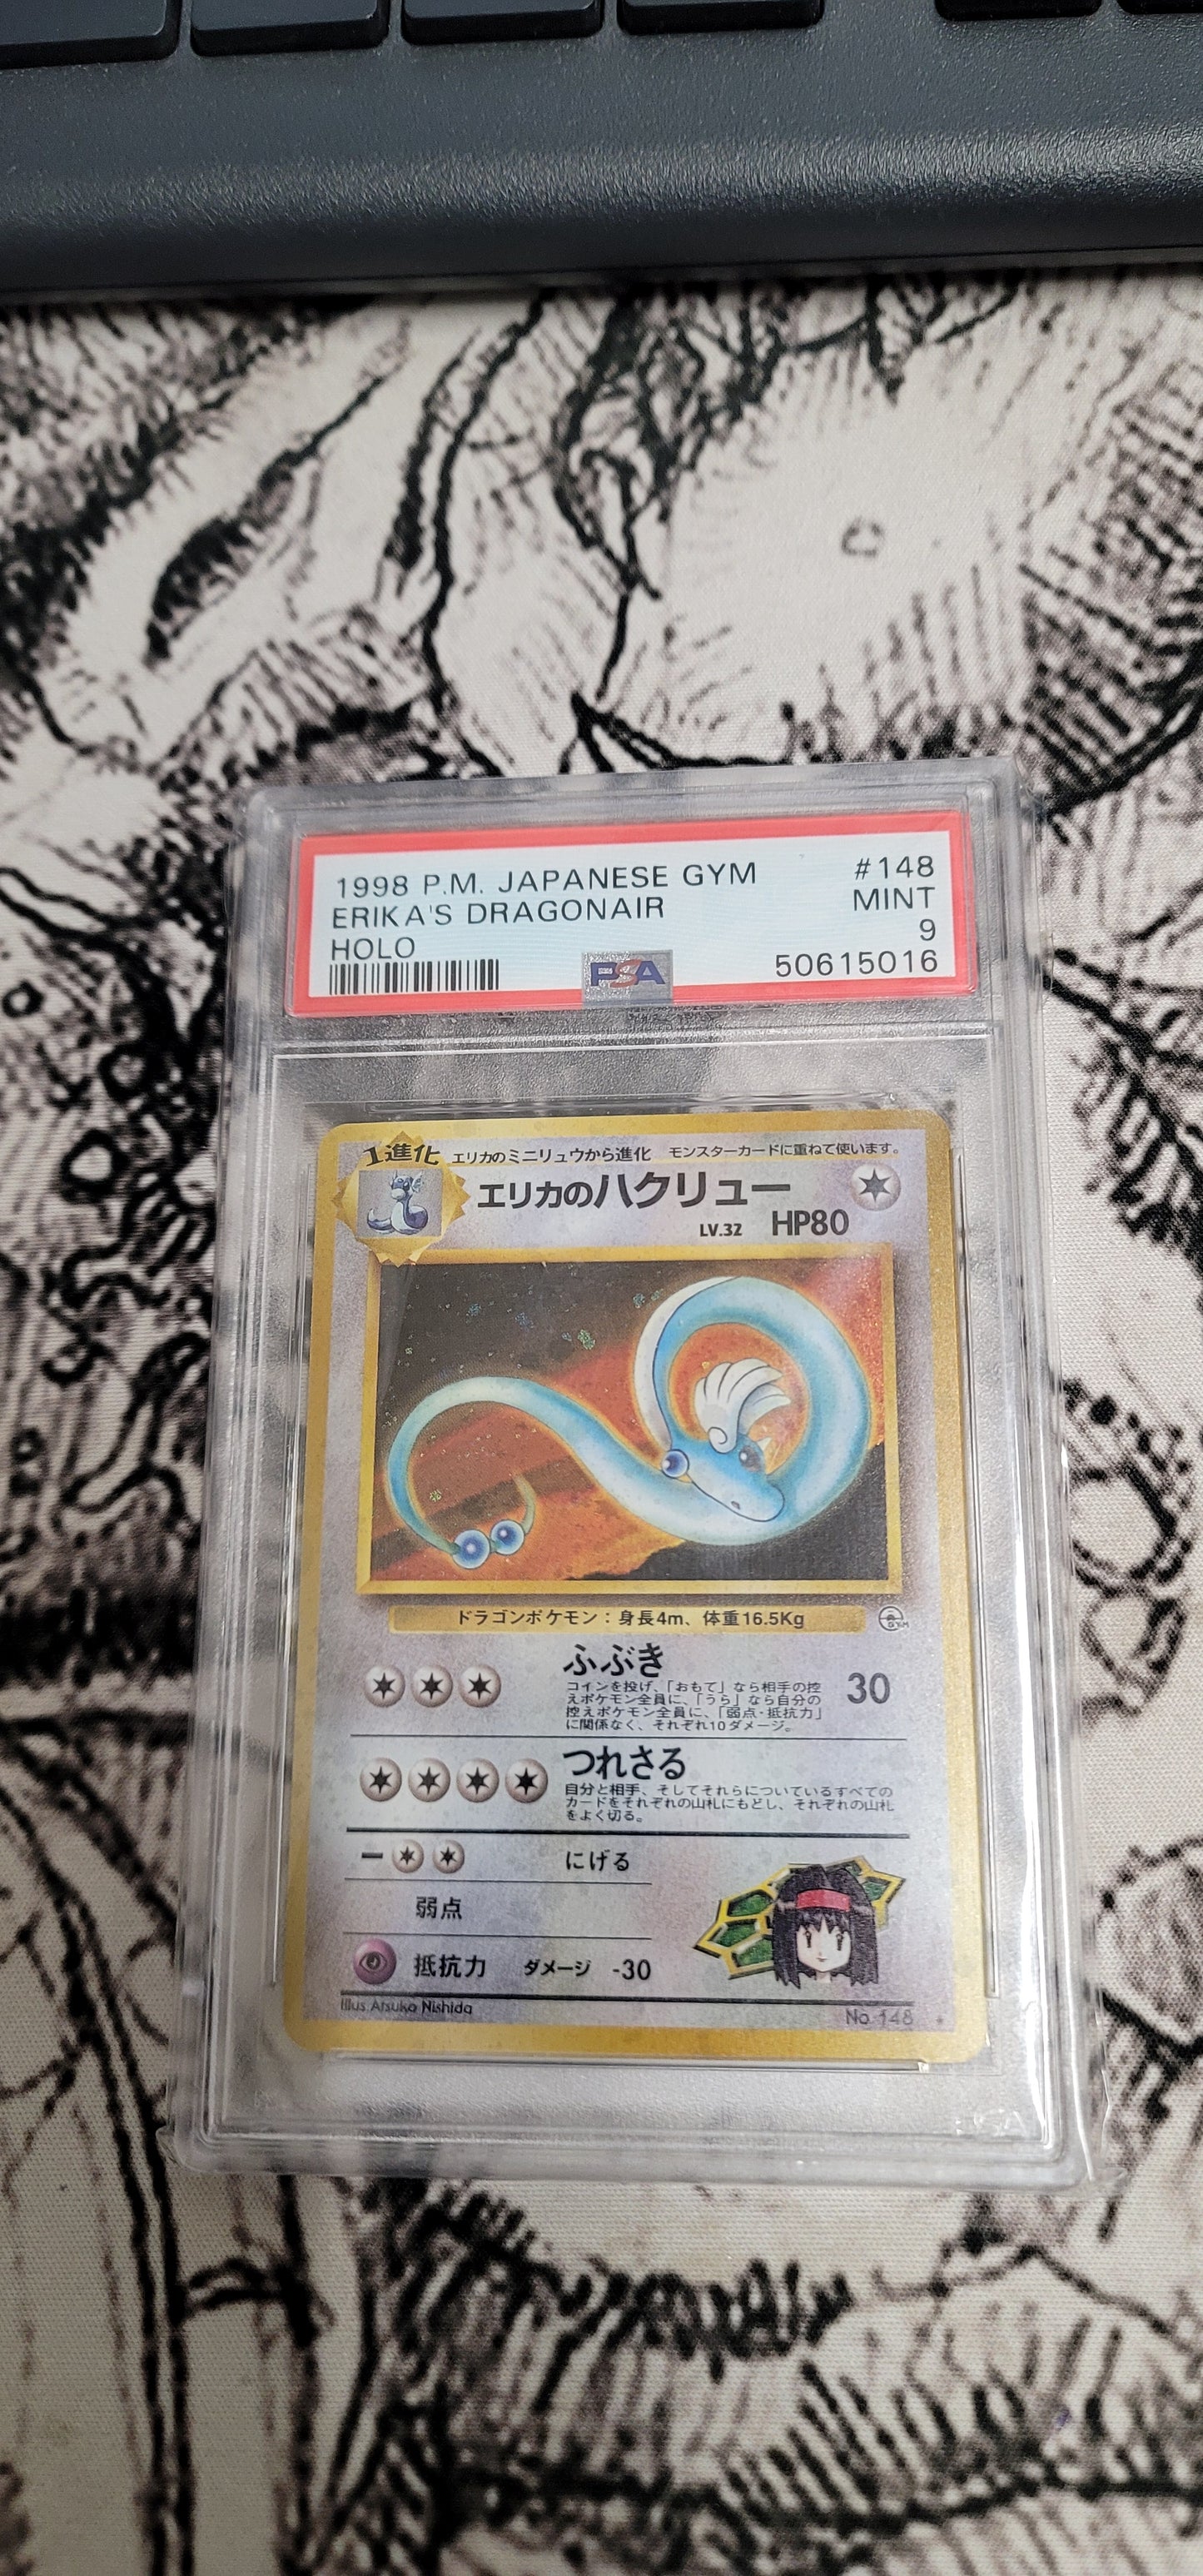 1998 P.M. JAPANESE GYM #148
ERIKA'S DRAGONAIR MINT
HOLO 9
PSA 50615016
1進化 エリカのミニリュウから進化 モンスターカードに重ねて使います。
エリカのハクリュー
LV.32 HP80
ドラゴンポケモン:身長4m、体重16.5Kg
ふぶき 30
コインを投げ、「おもて」なら相手の控
えポケモン全員に、「うら」なら自分の
控えポケモン全員に、「弱点・抵抗力」
に関係なく、それぞれ10ダメージ。
つれさる
自分と相手、そしてそれらについているすべての
カードをそれぞれの山札にもどし、それぞれの山札
をよく切る。
にげる
弱点
抵抗力 ダメージ -30
Illus. Atsuko Nishida No. 148